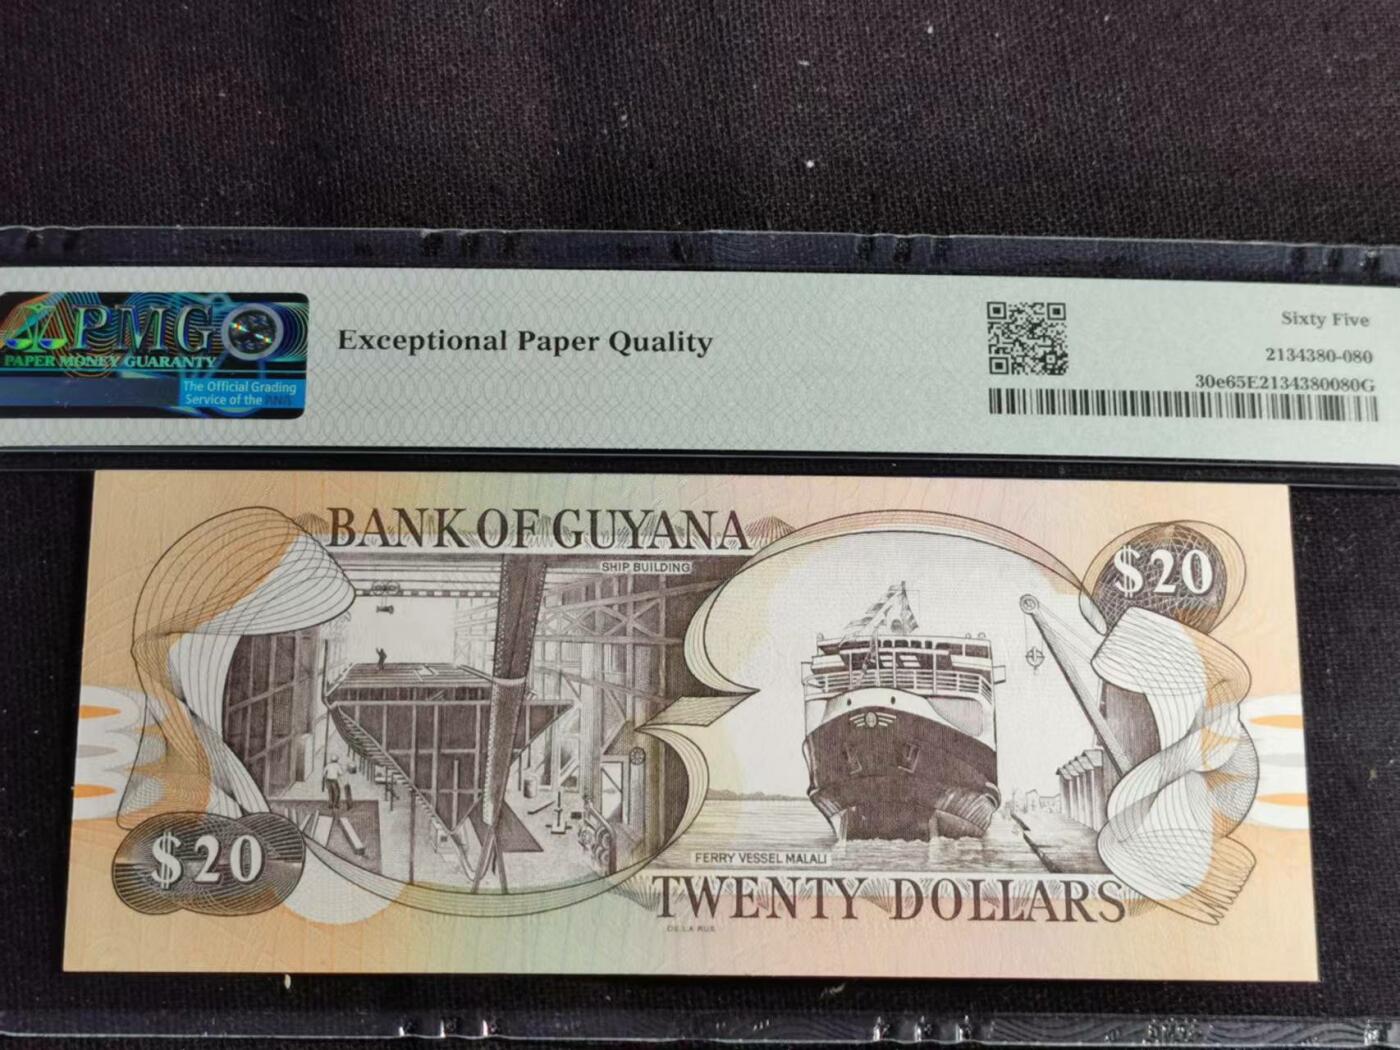 PMG
PAPER MONEY GUARANTY
The Official Grading
Service of the ANA
Exceptional Paper Quality
Sixty Five
2134380-080
30e65E2134380080G
BANK OF GUYANA
SHIP BUILDING
$20
$20
FERRY VESSEL MALALI
TWENTY DOLLARS
DE LA RUE